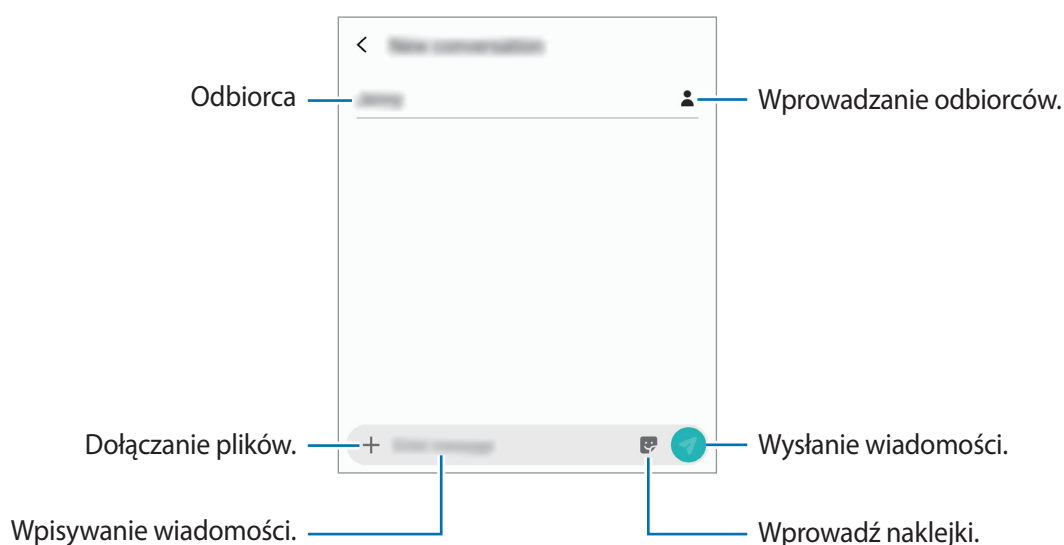 Odbiorca
Wprowadzanie odbiorców.
Dołączanie plików.
Wysłanie wiadomości.
Wpisywanie wiadomości.
Wprowadź naklejki.